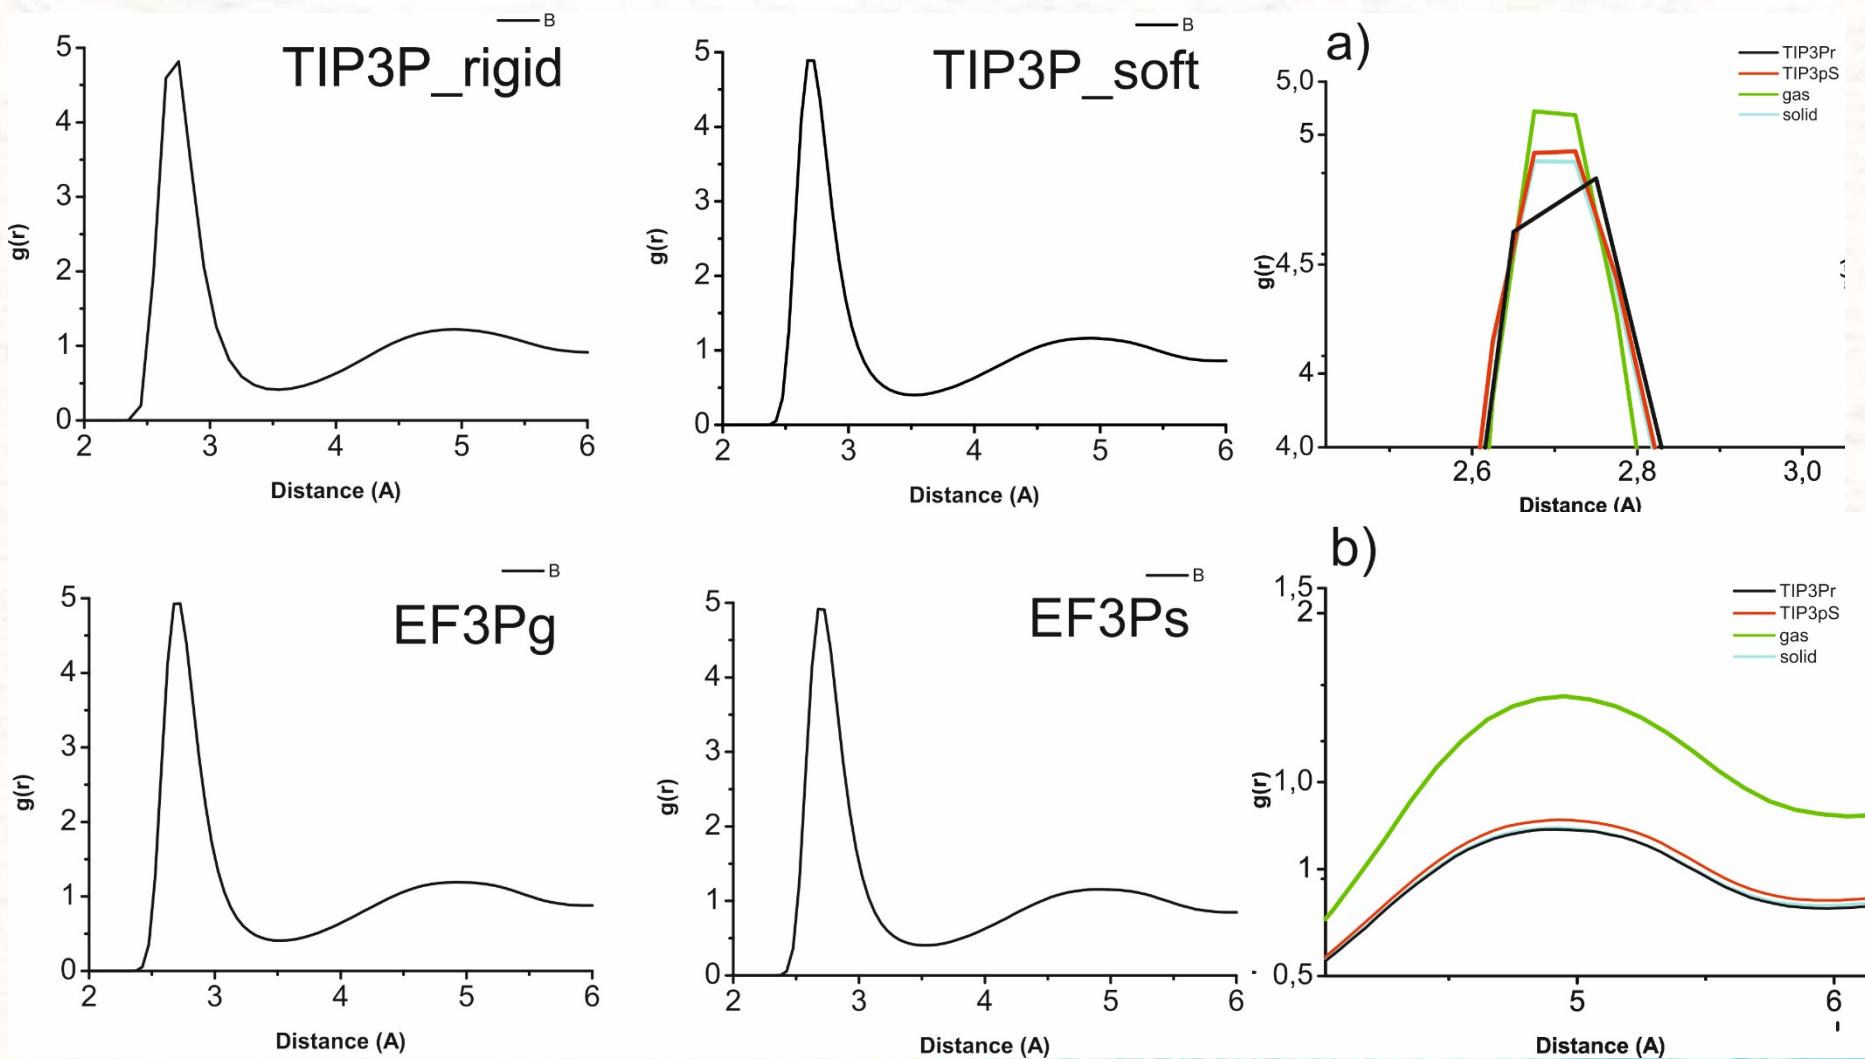 B
TIP3P_rigid
5
4
3
2
1
0
2 3 4 5 6
g(r)
Distance (A)
B
TIP3P_soft
5
4
3
2
1
0
2 3 4 5 6
g(r)
Distance (A)
a)
TIP3Pr
TIP3pS
gas
solid
5,0
5
4,5
4
4,0
2,6 2,8 3,0
g(r)
Distance (A)
B
EF3Pg
5
4
3
2
1
0
2 3 4 5 6
g(r)
Distance (A)
B
EF3Ps
5
4
3
2
1
0
2 3 4 5 6
g(r)
Distance (A)
b)
TIP3Pr
TIP3pS
gas
solid
1,5
2
1,0
1
0,5
5 6
g(r)
Distance (A)